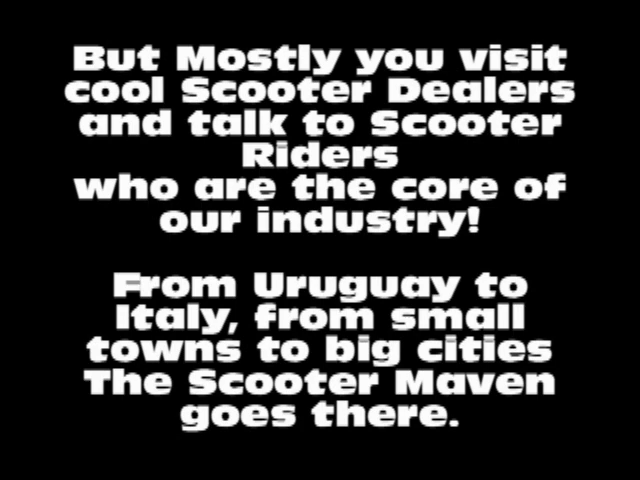 But Mostly you visit
cool Scooter Dealers
and talk to Scooter
Riders
who are the core of
our industry!
From Uruguay to
Italy, from small
towns to big cities
The Scooter Maven
goes there.